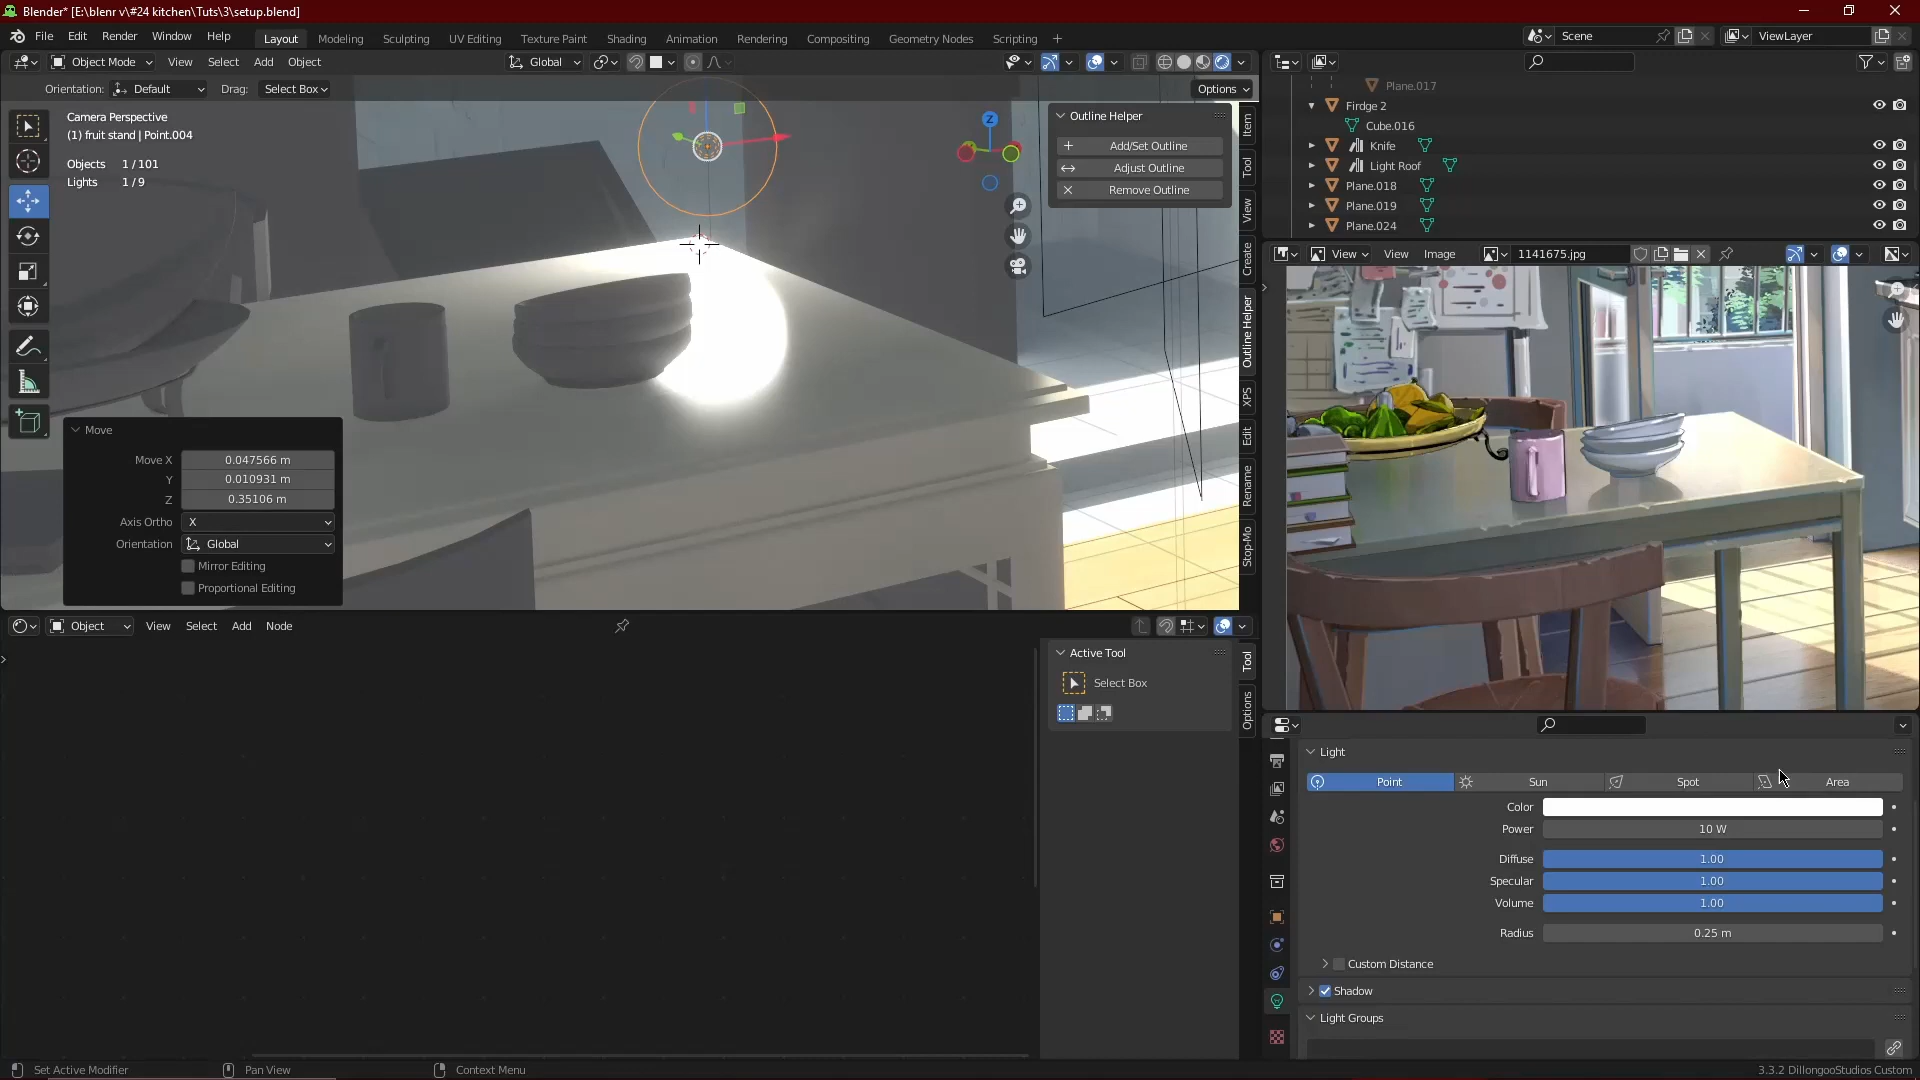 Blender* [E:\blenr v\#24 kitchen\Tuts\3\setup.blend]
File Edit Render Window Help Layout Modeling Sculpting UV Editing Texture Paint Shading Animation Rendering Compositing Geometry Nodes Scripting + Scene ViewLayer
Object Mode View Select Add Object Global
Orientation: Default Drag: Select Box Options
Camera Perspective
(1) fruit stand | Point.004
Objects 1 / 101
Lights 1 / 9
Z
Outline Helper
Add/Set Outline
Adjust Outline
Remove Outline
Item
Tool
View
Create
Outline Helper
XPS
Edit
Rename
Stop-Mo
Move
Move X 0.047566 m
Y 0.010931 m
Z 0.35106 m
Axis Ortho X
Orientation Global
Mirror Editing
Proportional Editing
Plane.017
Firdge 2
Cube.016
Knife
Light Roof
Plane.018
Plane.019
Plane.024
View View Image 1141675.jpg
Object View Select Add Node
Active Tool
Select Box
Tool
Options
Light
Point Sun Spot Area
Color
Power 10 W
Diffuse 1.00
Specular 1.00
Volume 1.00
Radius 0.25 m
Custom Distance
Shadow
Light Groups
Set Active Modifier Pan View Context Menu 3.3.2 DillongooStudios Custom